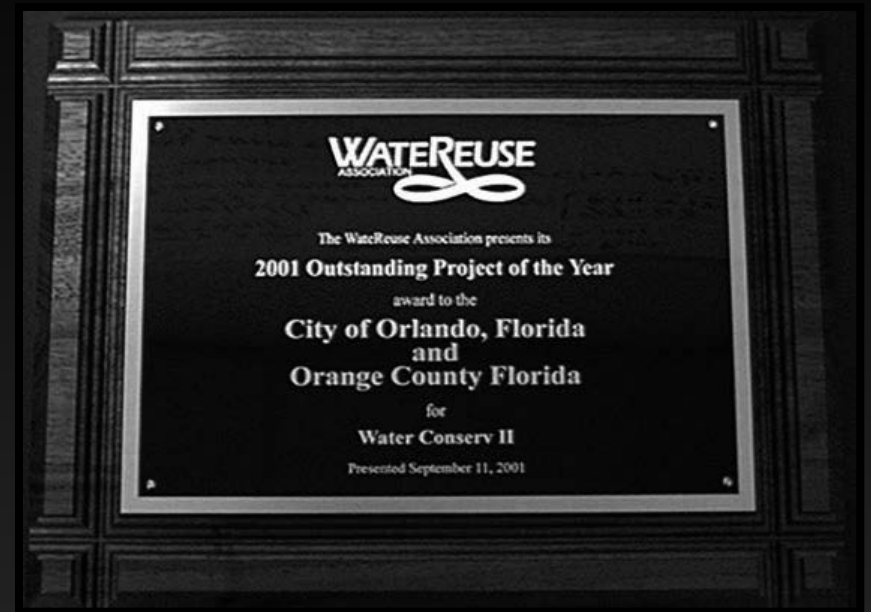 WATEREUSE
ASSOCIATION
The WateReuse Association presents its
2001 Outstanding Project of the Year
award to the
City of Orlando, Florida
and
Orange County Florida
for
Water Conserv II
Presented September 11, 2001